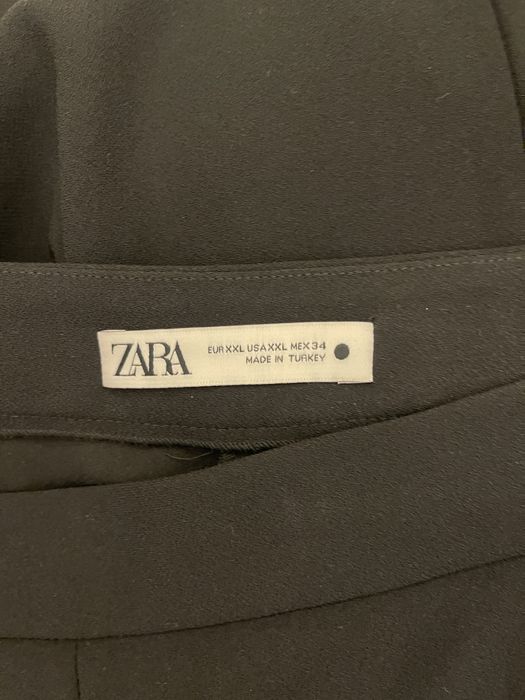 ZARA
EUR XXL USA XXL MEX 34
MADE IN TURKEY